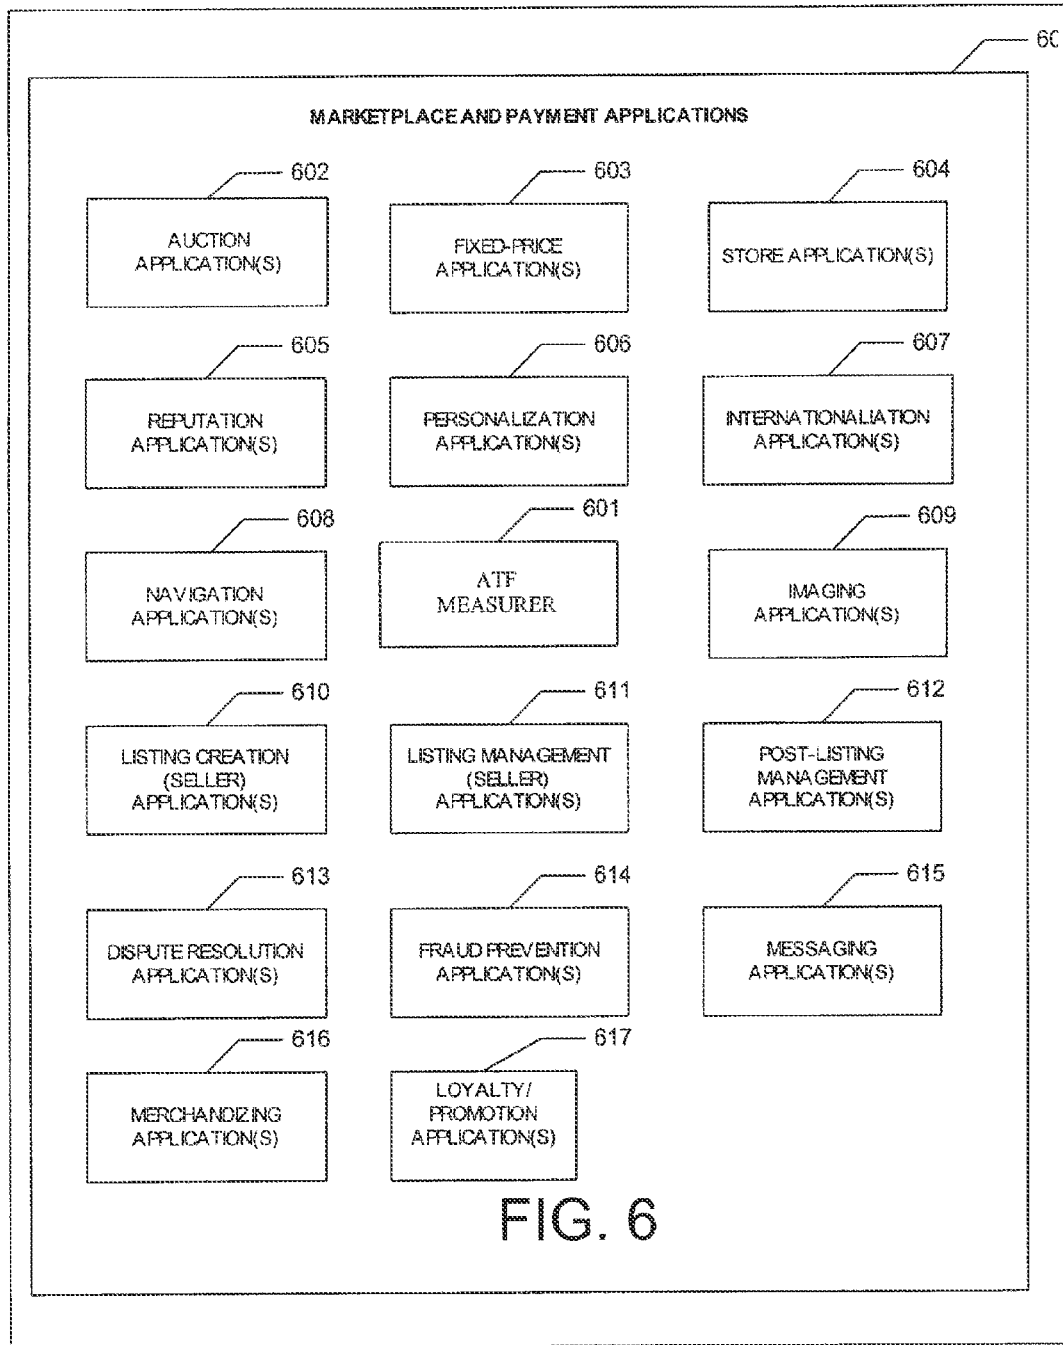 60
MARKETPLACE AND PAYMENT APPLICATIONS
602
603
604
AUCTION
APPLICATION(S)
FIXED-PRICE
APPLICATION(S)
STORE APPLICATION(S)
605
606
607
REPUTATION
APPLICATION(S)
PERSONALIZATION
APPLICATION(S)
INTERNATIONALIATION
APPLICATION(S)
608
601
609
NAVIGATION
APPLICATION(S)
ATF
MEASURER
IMAGING
APPLICATION(S)
610
611
612
LISTING CREATION
(SELLER)
APPLICATION(S)
LISTING MANAGEMENT
(SELLER)
APPLICATION(S)
POST-LISTING
MANAGEMENT
APPLICATION(S)
613
614
615
DISPUTE RESOLUTION
APPLICATION(S)
FRAUD PREVENTION
APPLICATION(S)
MESSAGING
APPLICATION(S)
616
617
MERCHANDIZING
APPLICATION(S)
LOYALTY/
PROMOTION
APPLICATION(S)
FIG. 6